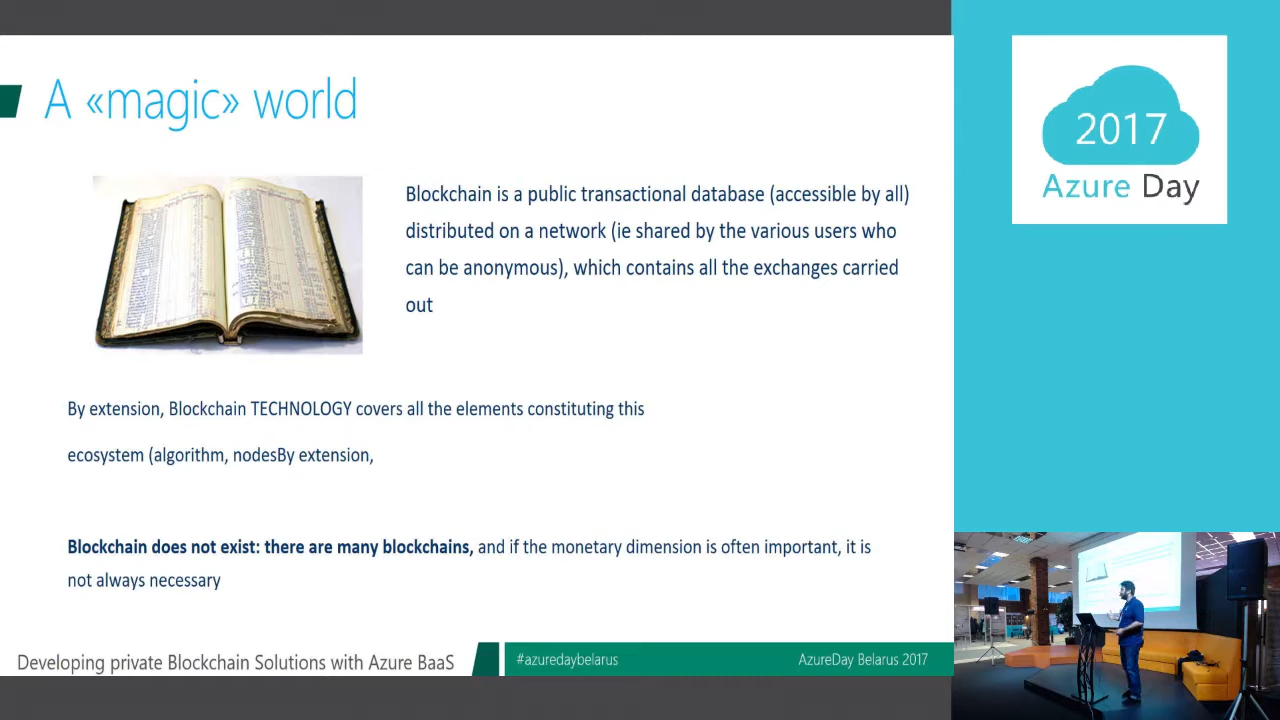 A «magic» world
Blockchain is a public transactional database (accessible by all)
distributed on a network (ie shared by the various users who
can be anonymous), which contains all the exchanges carried
out
By extension, Blockchain TECHNOLOGY covers all the elements constituting this
ecosystem (algorithm, nodesBy extension,
Blockchain does not exist: there are many blockchains, and if the monetary dimension is often important, it is
not always necessary
Developing private Blockchain Solutions with Azure BaaS
#azuredaybelarus
AzureDay Belarus 2017
2017
Azure Day